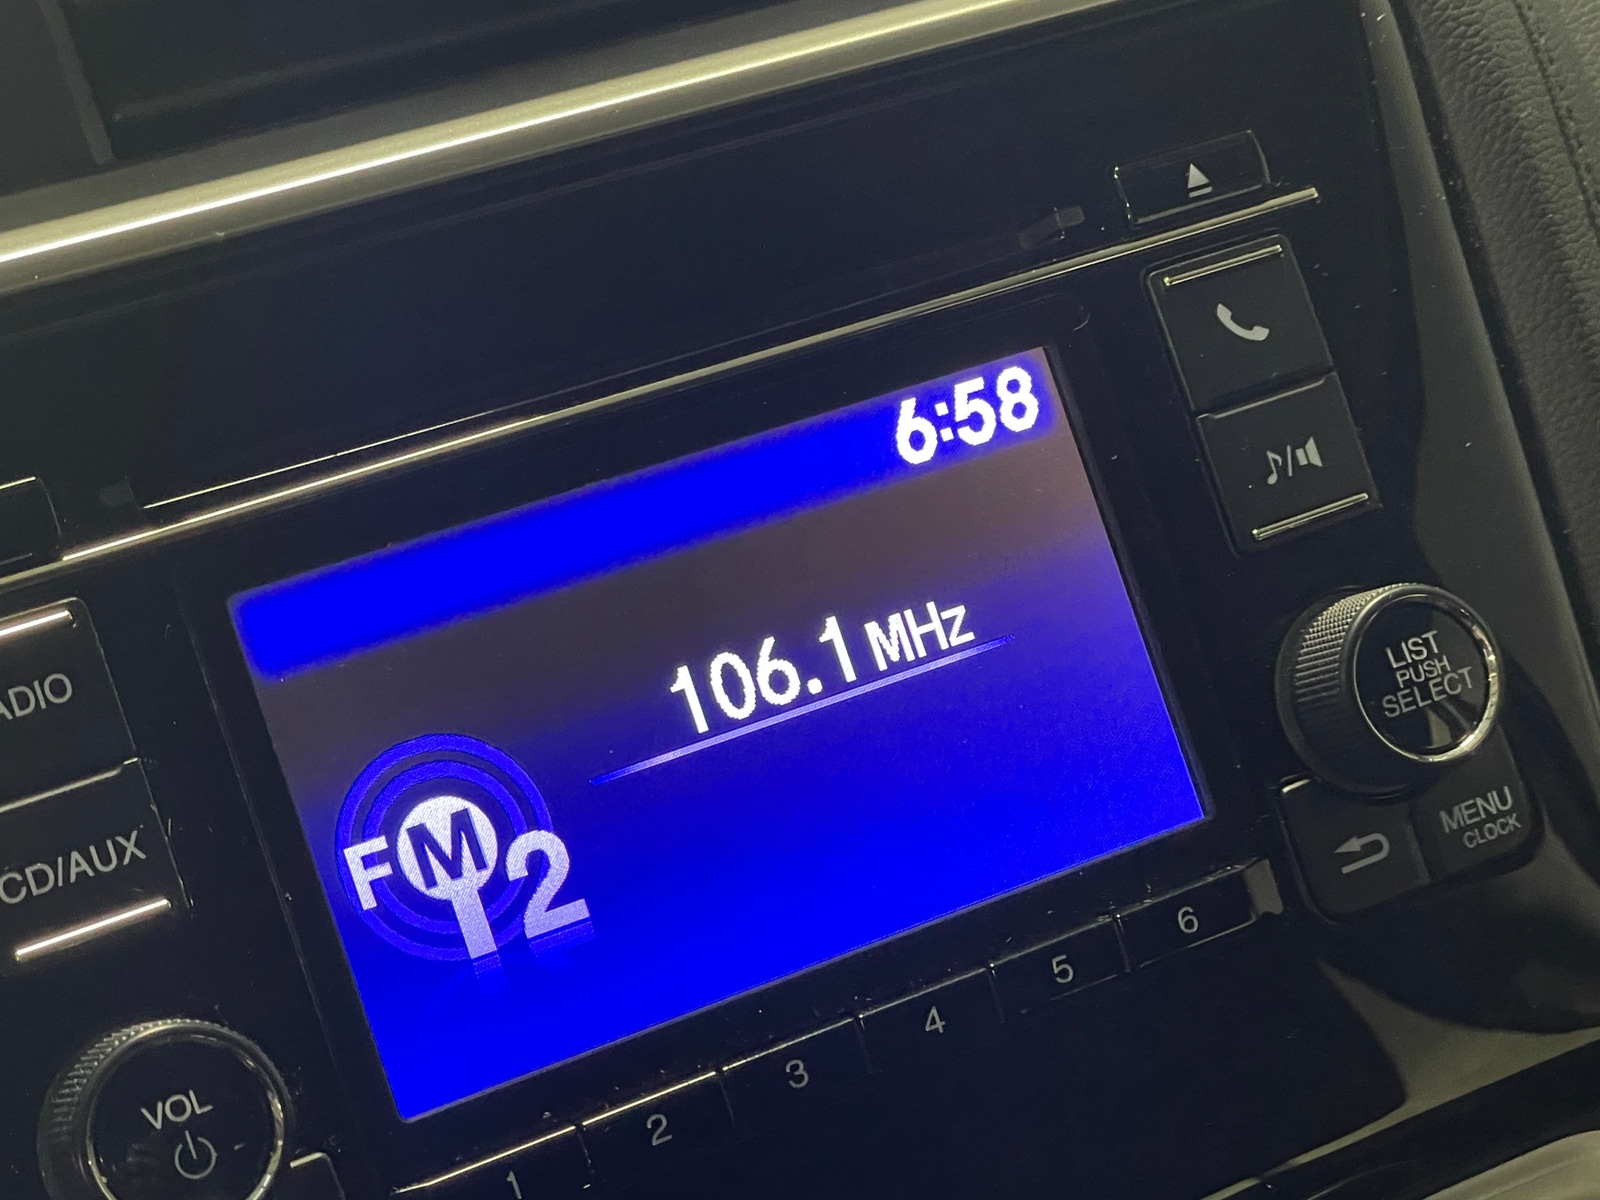 6:58
106.1 MHz
FM2
ADIO
CD/AUX
VOL
LIST
PUSH
SELECT
MENU
CLOCK
1 2 3 4 5 6